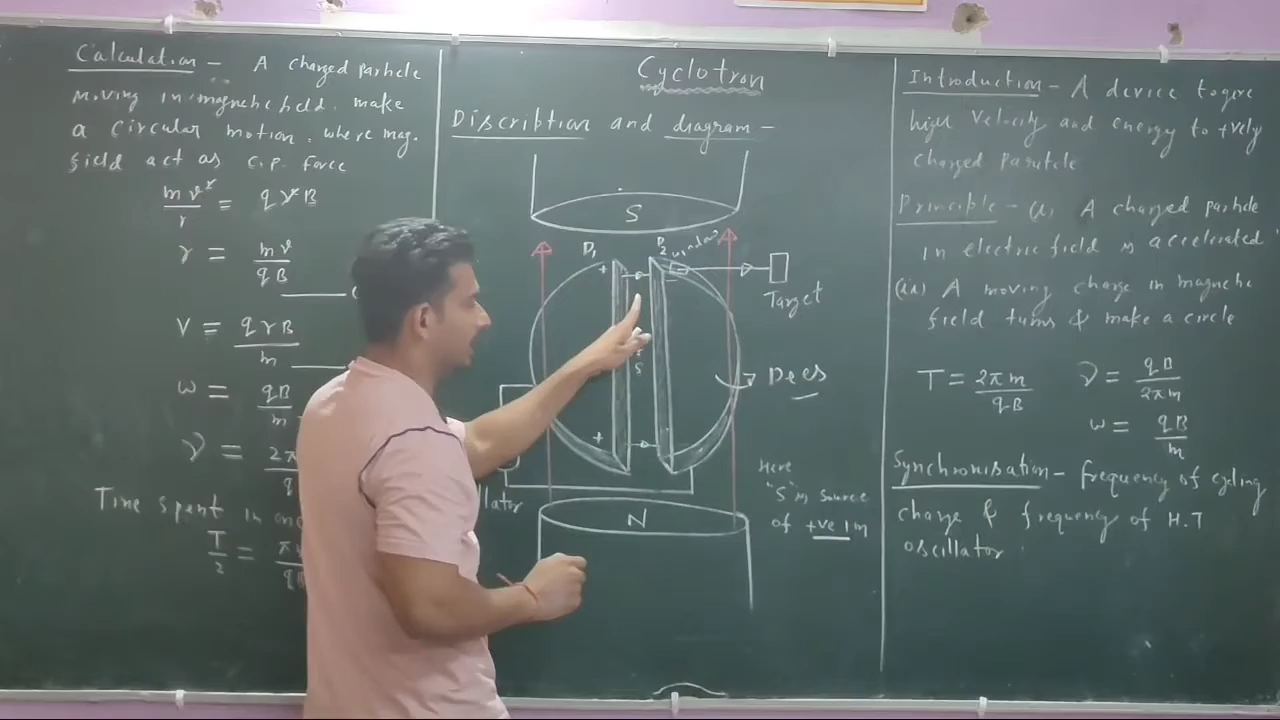 Calculation - A charged particle
moving in magnetic field. make
a circular motion. where mag.
field act as C.P. force
mv²/r = qvB
r = mv/qB
v = qrB/m
ω = qB/m
ν = 2π
q
Time spent in
T/2 =
Cyclotron
Discribtion and diagram -
S
D₁
D₂
window
+
Target
Dees
+
S
N
Here
"S" is source
of +ve
Introduction - A device to give
high velocity and energy to +vely
charged particle
Principle - (i) A charged particle
in electric field is accelerated
(ii) A moving charge in magnetic
field turns & make a circle
T = 2πm/qB
ν = qB/2πm
ω = qB/m
Synchronisation - frequency of cycling
charge & frequency of H.T
oscillator